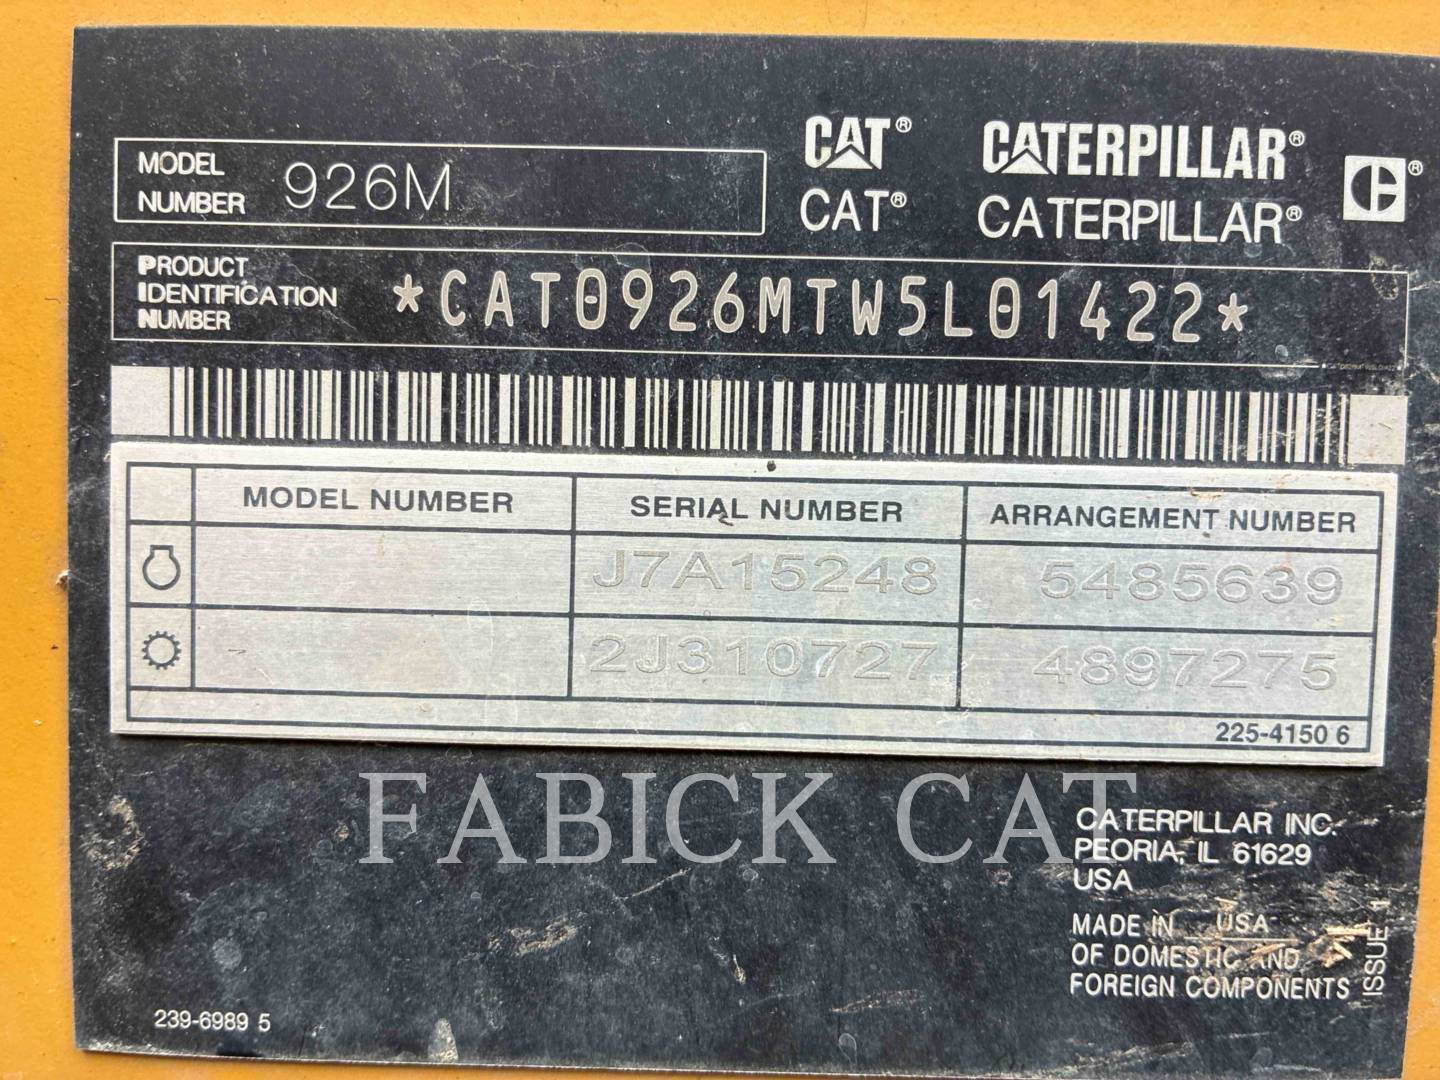 MODEL
NUMBER 926M
CAT® CATERPILLAR®
CAT® CATERPILLAR® ®
PRODUCT
IDENTIFICATION
NUMBER *CAT0926MTW5L01422*
MODEL NUMBER SERIAL NUMBER ARRANGEMENT NUMBER
J7A15248 5485639
2J310727 4897275
225-4150 6
FABICK CAT
CATERPILLAR INC.
PEORIA, IL 61629
USA
MADE IN USA
OF DOMESTIC AND
FOREIGN COMPONENTS
ISSUE 1
239-6989 5